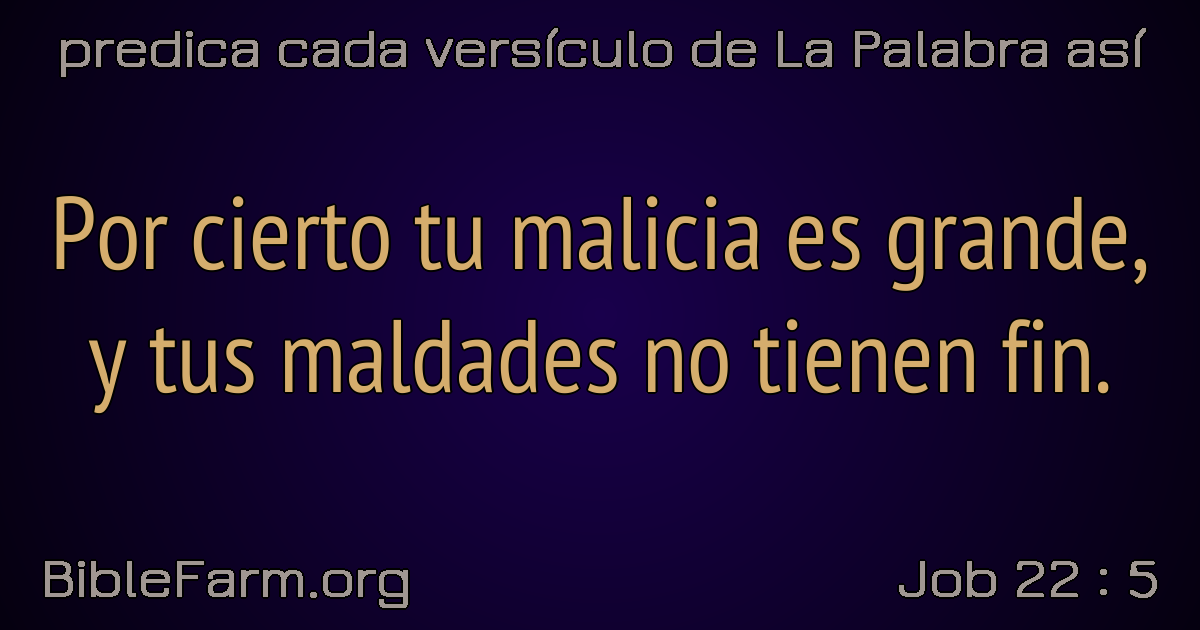 predica cada versículo de La Palabra así
Por cierto tu malicia es grande,
y tus maldades no tienen fin.
BibleFarm.org
Job 22 : 5